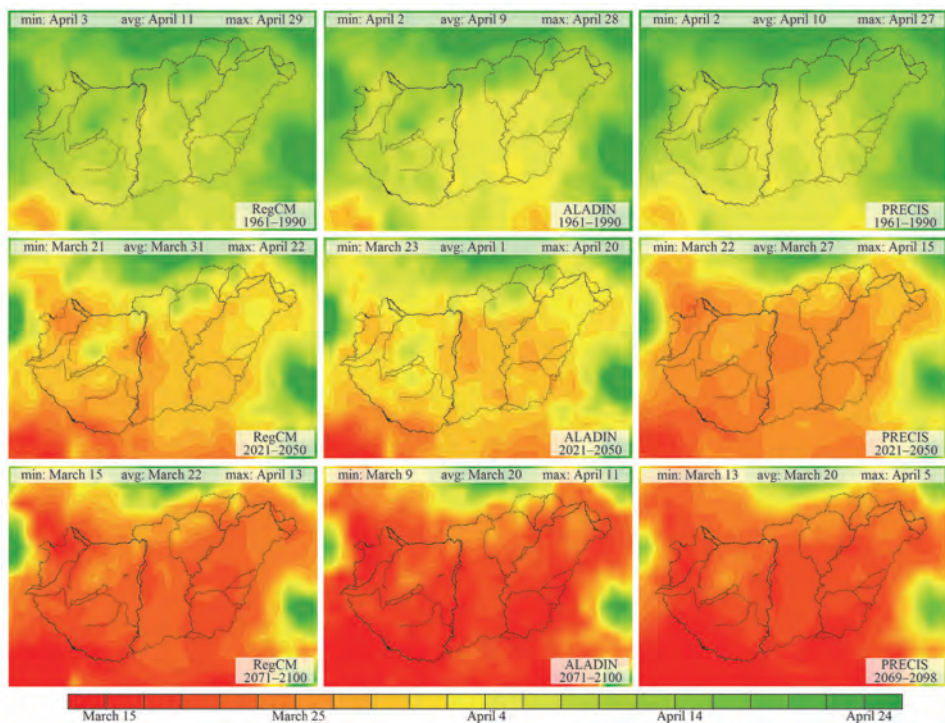 min: April 3 avg: April 11 max: April 29
min: April 2 avg: April 9 max: April 28
min: April 2 avg: April 10 max: April 27
RegCM
1961–1990
ALADIN
1961–1990
PRECIS
1961–1990
min: March 21 avg: March 31 max: April 22
min: March 23 avg: April 1 max: April 20
min: March 22 avg: March 27 max: April 15
RegCM
2021–2050
ALADIN
2021–2050
PRECIS
2021–2050
min: March 15 avg: March 22 max: April 13
min: March 9 avg: March 20 max: April 11
min: March 13 avg: March 20 max: April 5
RegCM
2071–2100
ALADIN
2071–2100
PRECIS
2069–2098
March 15 March 25 April 4 April 14 April 24